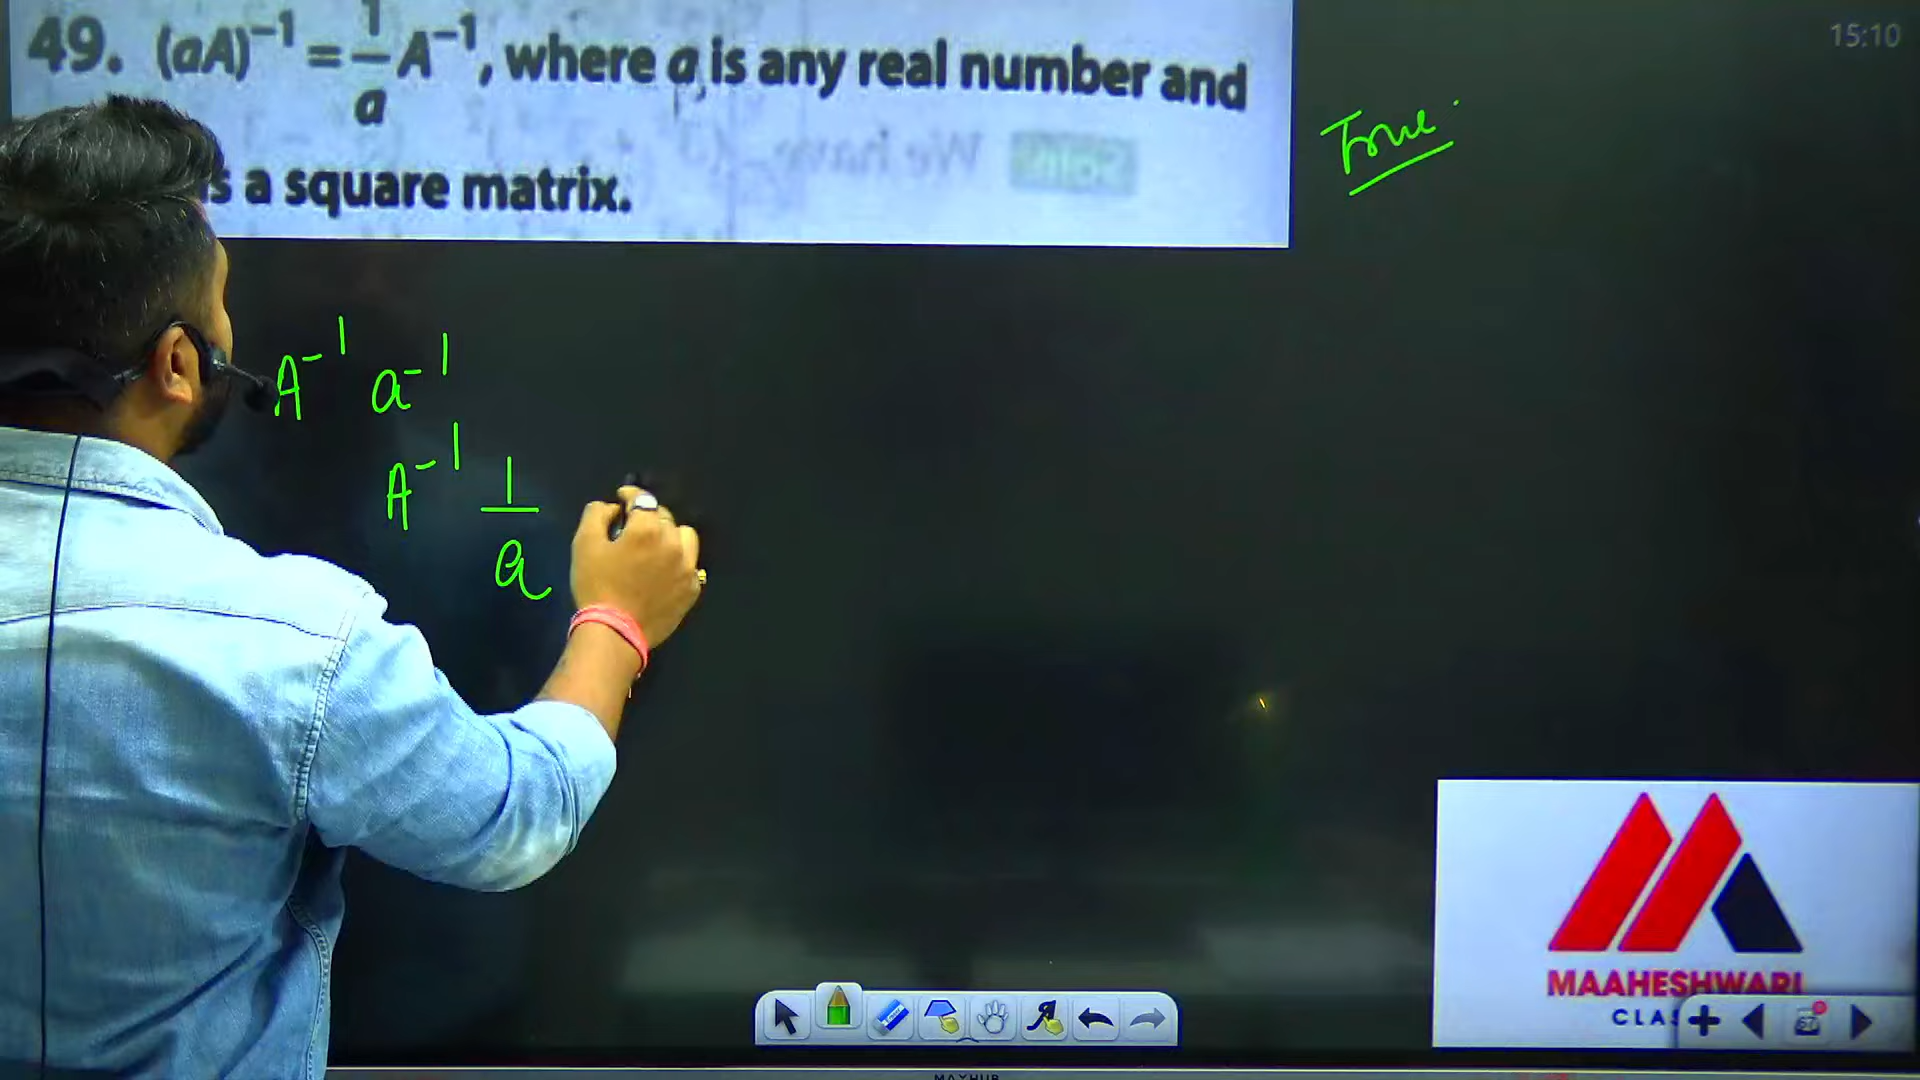 49. (aA)⁻¹ = 1/a A⁻¹, where a is any real number and
s a square matrix.
True
A⁻¹ a⁻¹
A⁻¹ 1/a
15:10
MAAHESHWARI
CLAS